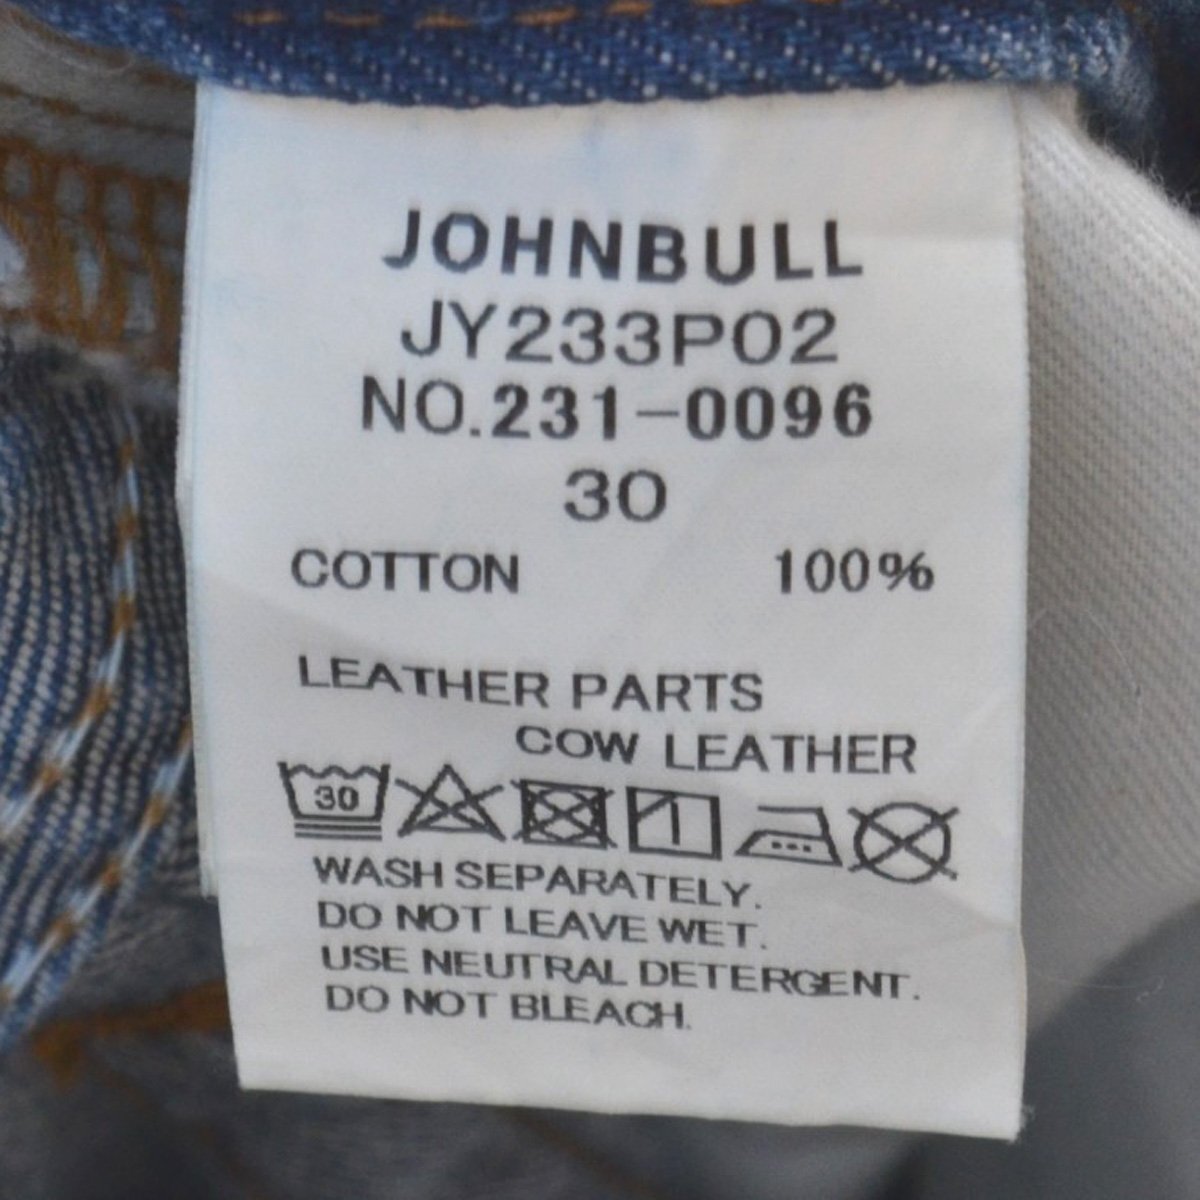 JOHNBULL
JY233P02
NO.231-0096
30
COTTON 100%
LEATHER PARTS
COW LEATHER
30
WASH SEPARATELY.
DO NOT LEAVE WET.
USE NEUTRAL DETERGENT.
DO NOT BLEACH.